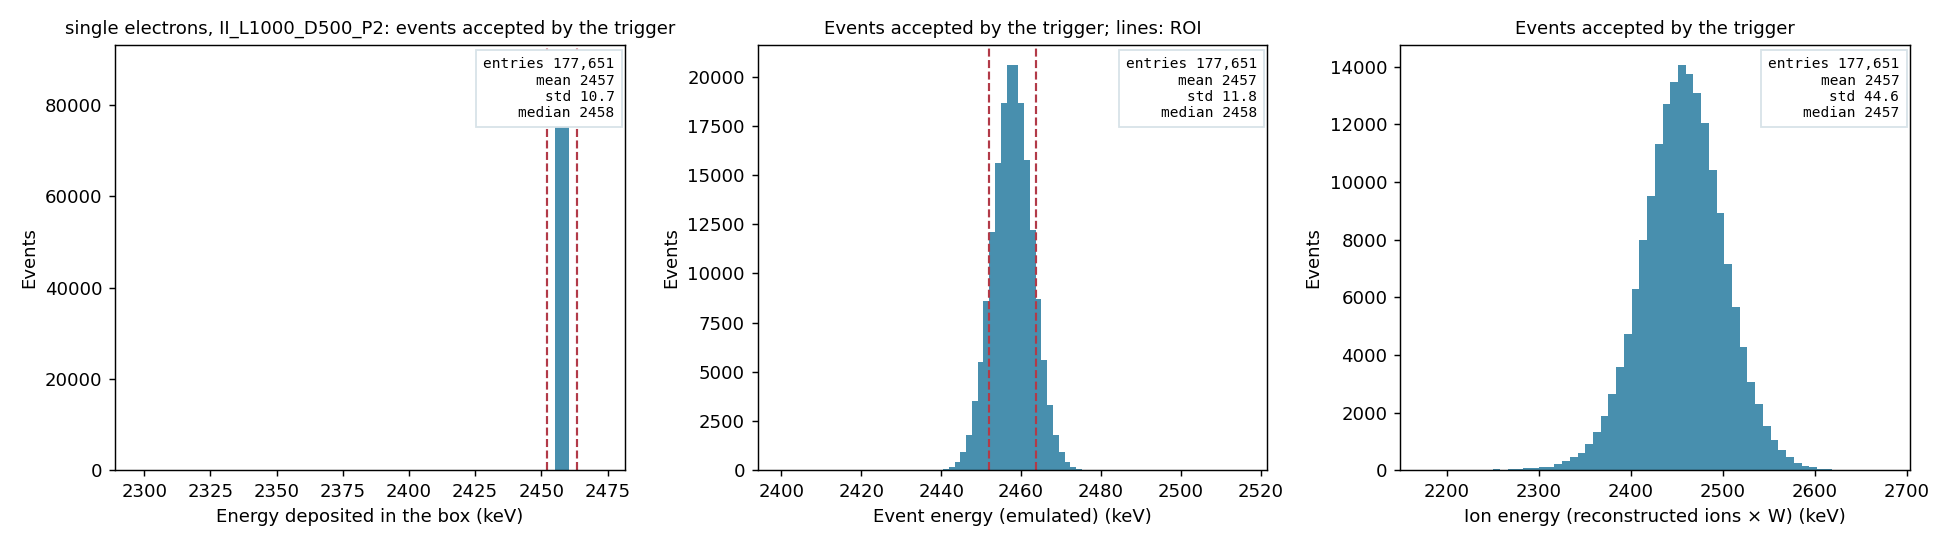 single electrons, II_L1000_D500_P2: events accepted by the trigger
entries 177,651
mean 2457
std 10.7
median 2458
Events
80000
60000
40000
20000
0
2300 2325 2350 2375 2400 2425 2450 2475
Energy deposited in the box (keV)
Events accepted by the trigger; lines: ROI
entries 177,651
mean 2457
std 11.8
median 2458
Events
20000
17500
15000
12500
10000
7500
5000
2500
0
2400 2420 2440 2460 2480 2500 2520
Event energy (emulated) (keV)
Events accepted by the trigger
entries 177,651
mean 2457
std 44.6
median 2457
Events
14000
12000
10000
8000
6000
4000
2000
0
2200 2300 2400 2500 2600 2700
Ion energy (reconstructed ions × W) (keV)